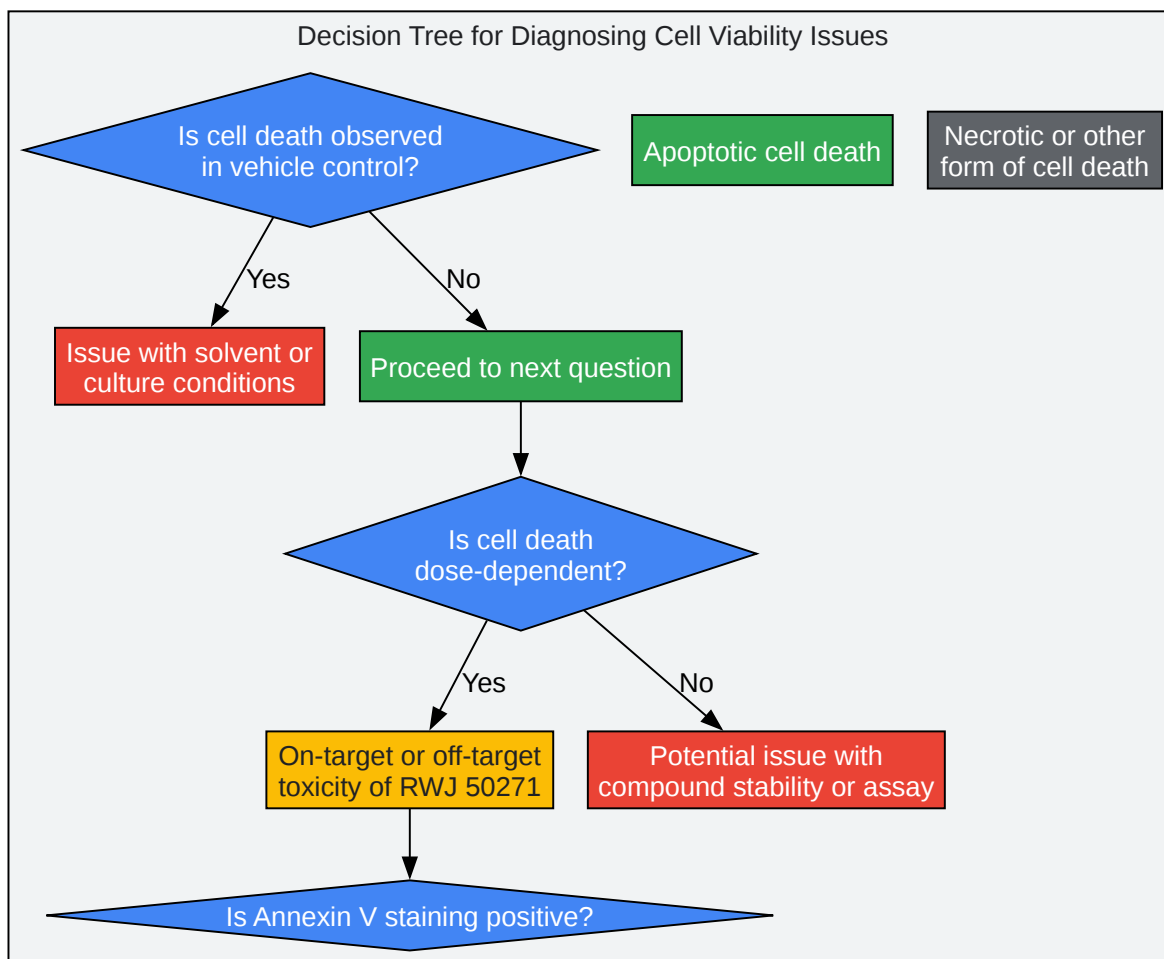 Decision Tree for Diagnosing Cell Viability Issues
Is cell death observed
in vehicle control?
Apoptotic cell death
Necrotic or other
form of cell death
Yes
No
Issue with solvent or
culture conditions
Proceed to next question
Is cell death
dose-dependent?
Yes
No
On-target or off-target
toxicity of RWJ 50271
Potential issue with
compound stability or assay
Is Annexin V staining positive?